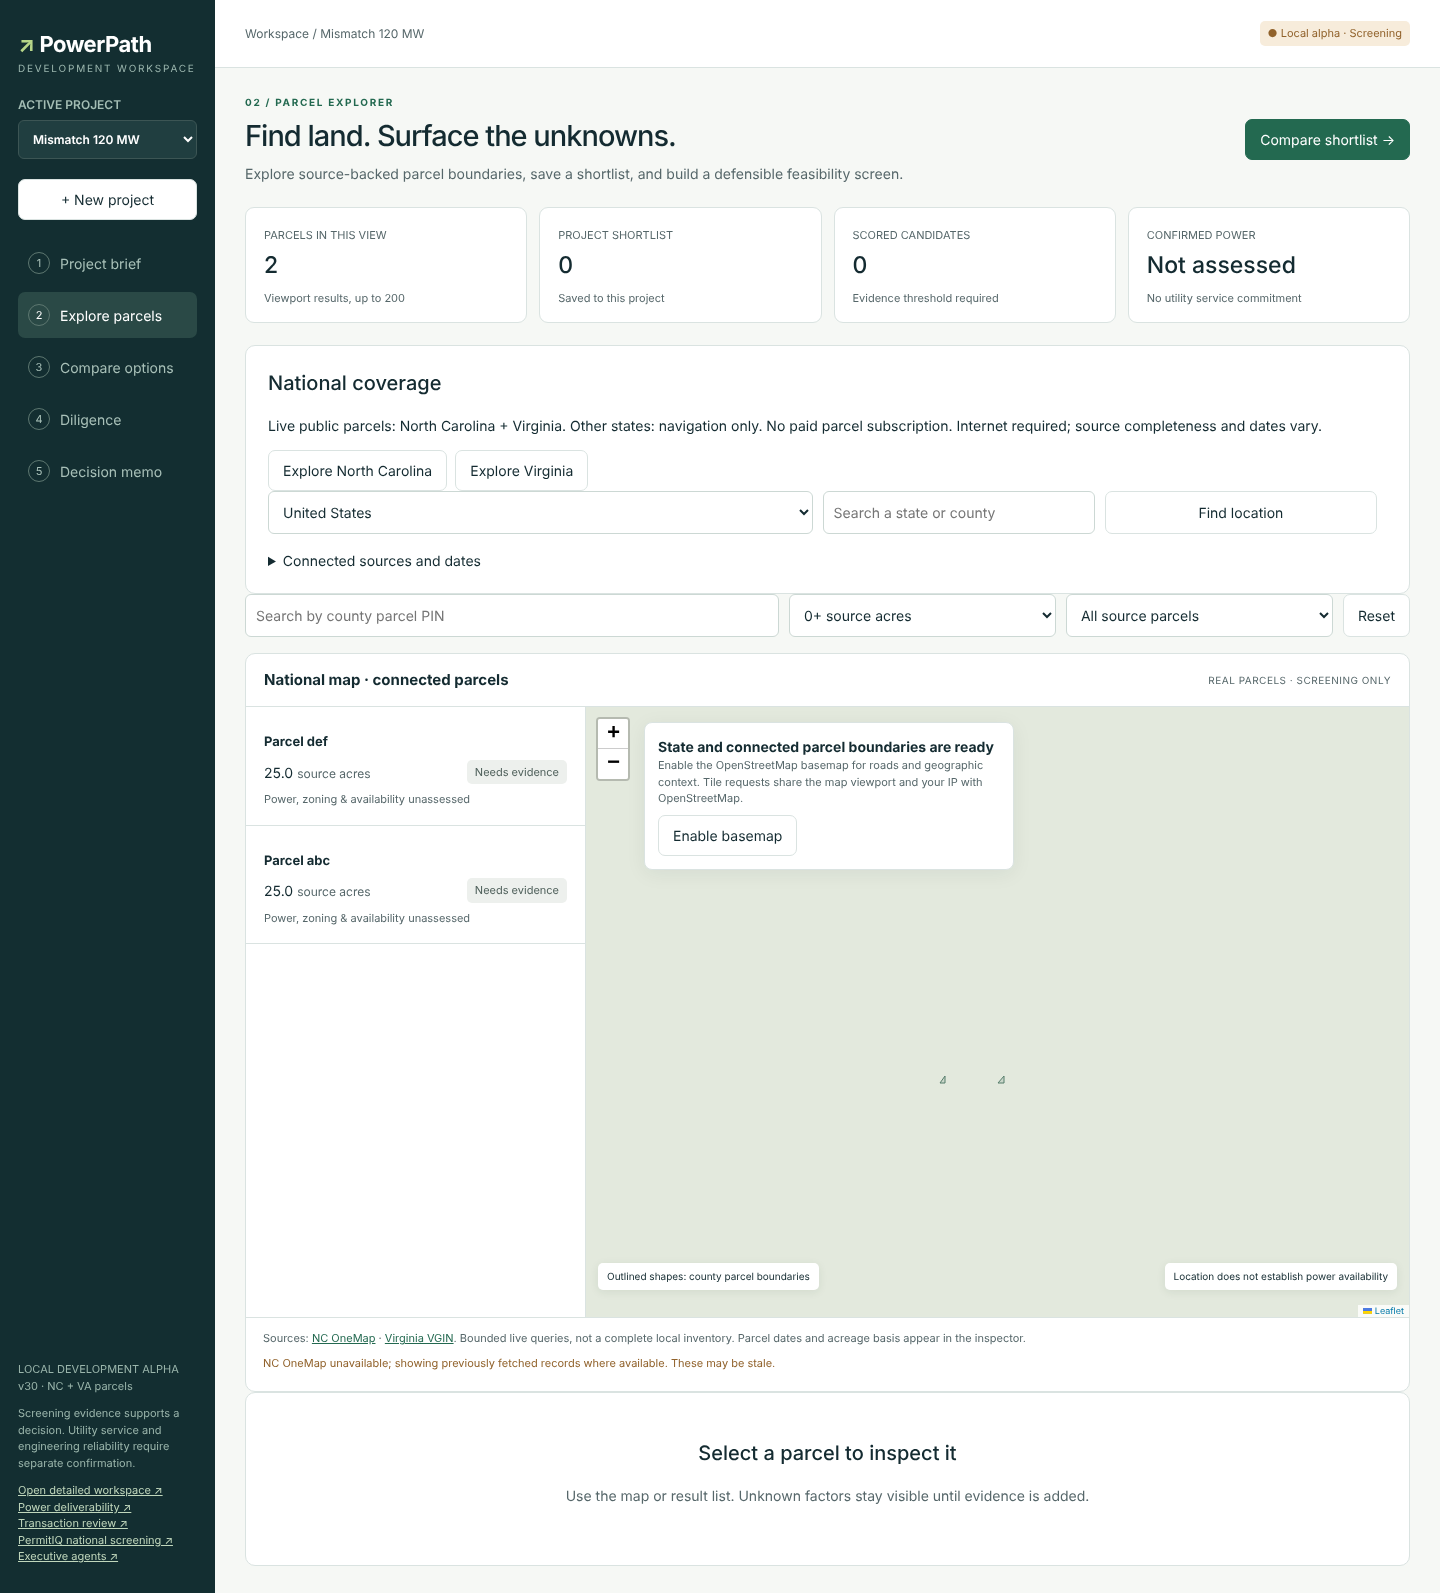 PowerPath
DEVELOPMENT WORKSPACE
ACTIVE PROJECT
Mismatch 120 MW
+ New project
1 Project brief
2 Explore parcels
3 Compare options
4 Diligence
5 Decision memo
LOCAL DEVELOPMENT ALPHA
v30 · NC + VA parcels
Screening evidence supports a
decision. Utility service and
engineering reliability require
separate confirmation.
Open detailed workspace ↗
Power deliverability ↗
Transaction review ↗
PermitIQ national screening ↗
Executive agents ↗
Workspace / Mismatch 120 MW
Local alpha · Screening
02 / PARCEL EXPLORER
Find land. Surface the unknowns.
Compare shortlist →
Explore source-backed parcel boundaries, save a shortlist, and build a defensible feasibility screen.
PARCELS IN THIS VIEW
2
Viewport results, up to 200
PROJECT SHORTLIST
0
Saved to this project
SCORED CANDIDATES
0
Evidence threshold required
CONFIRMED POWER
Not assessed
No utility service commitment
National coverage
Live public parcels: North Carolina + Virginia. Other states: navigation only. No paid parcel subscription. Internet required; source completeness and dates vary.
Explore North Carolina
Explore Virginia
United States
Search a state or county
Find location
Connected sources and dates
Search by county parcel PIN
0+ source acres
All source parcels
Reset
National map · connected parcels
REAL PARCELS · SCREENING ONLY
Parcel def
25.0 source acres
Needs evidence
Power, zoning & availability unassessed
Parcel abc
25.0 source acres
Needs evidence
Power, zoning & availability unassessed
+
−
State and connected parcel boundaries are ready
Enable the OpenStreetMap basemap for roads and geographic
context. Tile requests share the map viewport and your IP with
OpenStreetMap.
Enable basemap
Outlined shapes: county parcel boundaries
Location does not establish power availability
Leaflet
Sources: NC OneMap · Virginia VGIN. Bounded live queries, not a complete local inventory. Parcel dates and acreage basis appear in the inspector.
NC OneMap unavailable; showing previously fetched records where available. These may be stale.
Select a parcel to inspect it
Use the map or result list. Unknown factors stay visible until evidence is added.